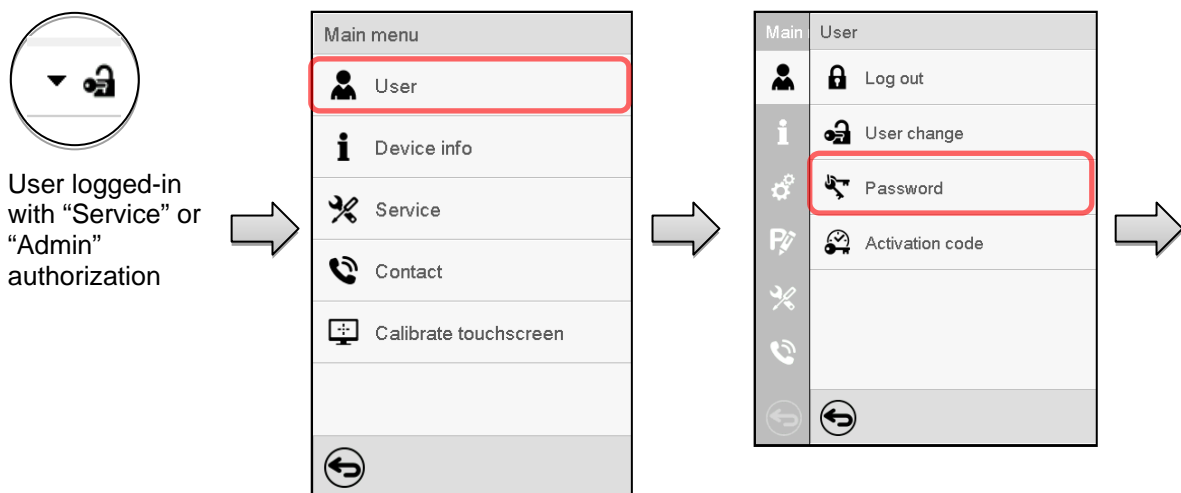 User logged-in
with “Service” or
“Admin”
authorization
Main menu
User
Device info
Service
Contact
Calibrate touchscreen
Main
User
Log out
User change
Password
Activation code